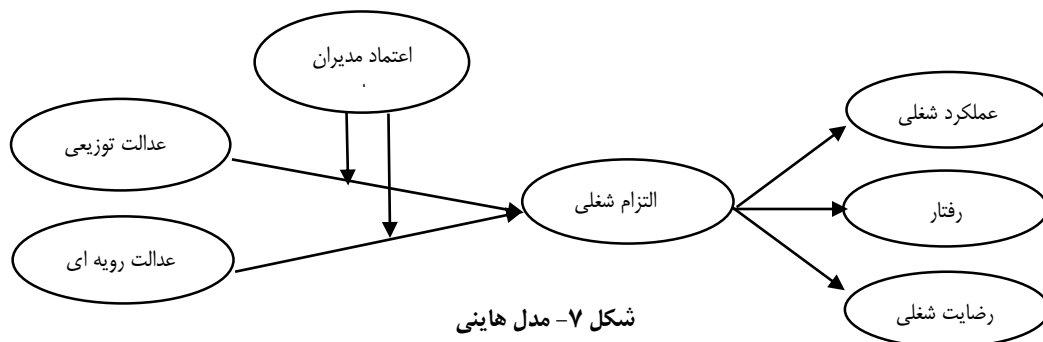 اعتماد مدیران
عدالت توزیعی
عدالت رویه ای
التزام شغلی
عملکرد شغلی
رفتار
رضایت شغلی
شکل ۷- مدل هاینی